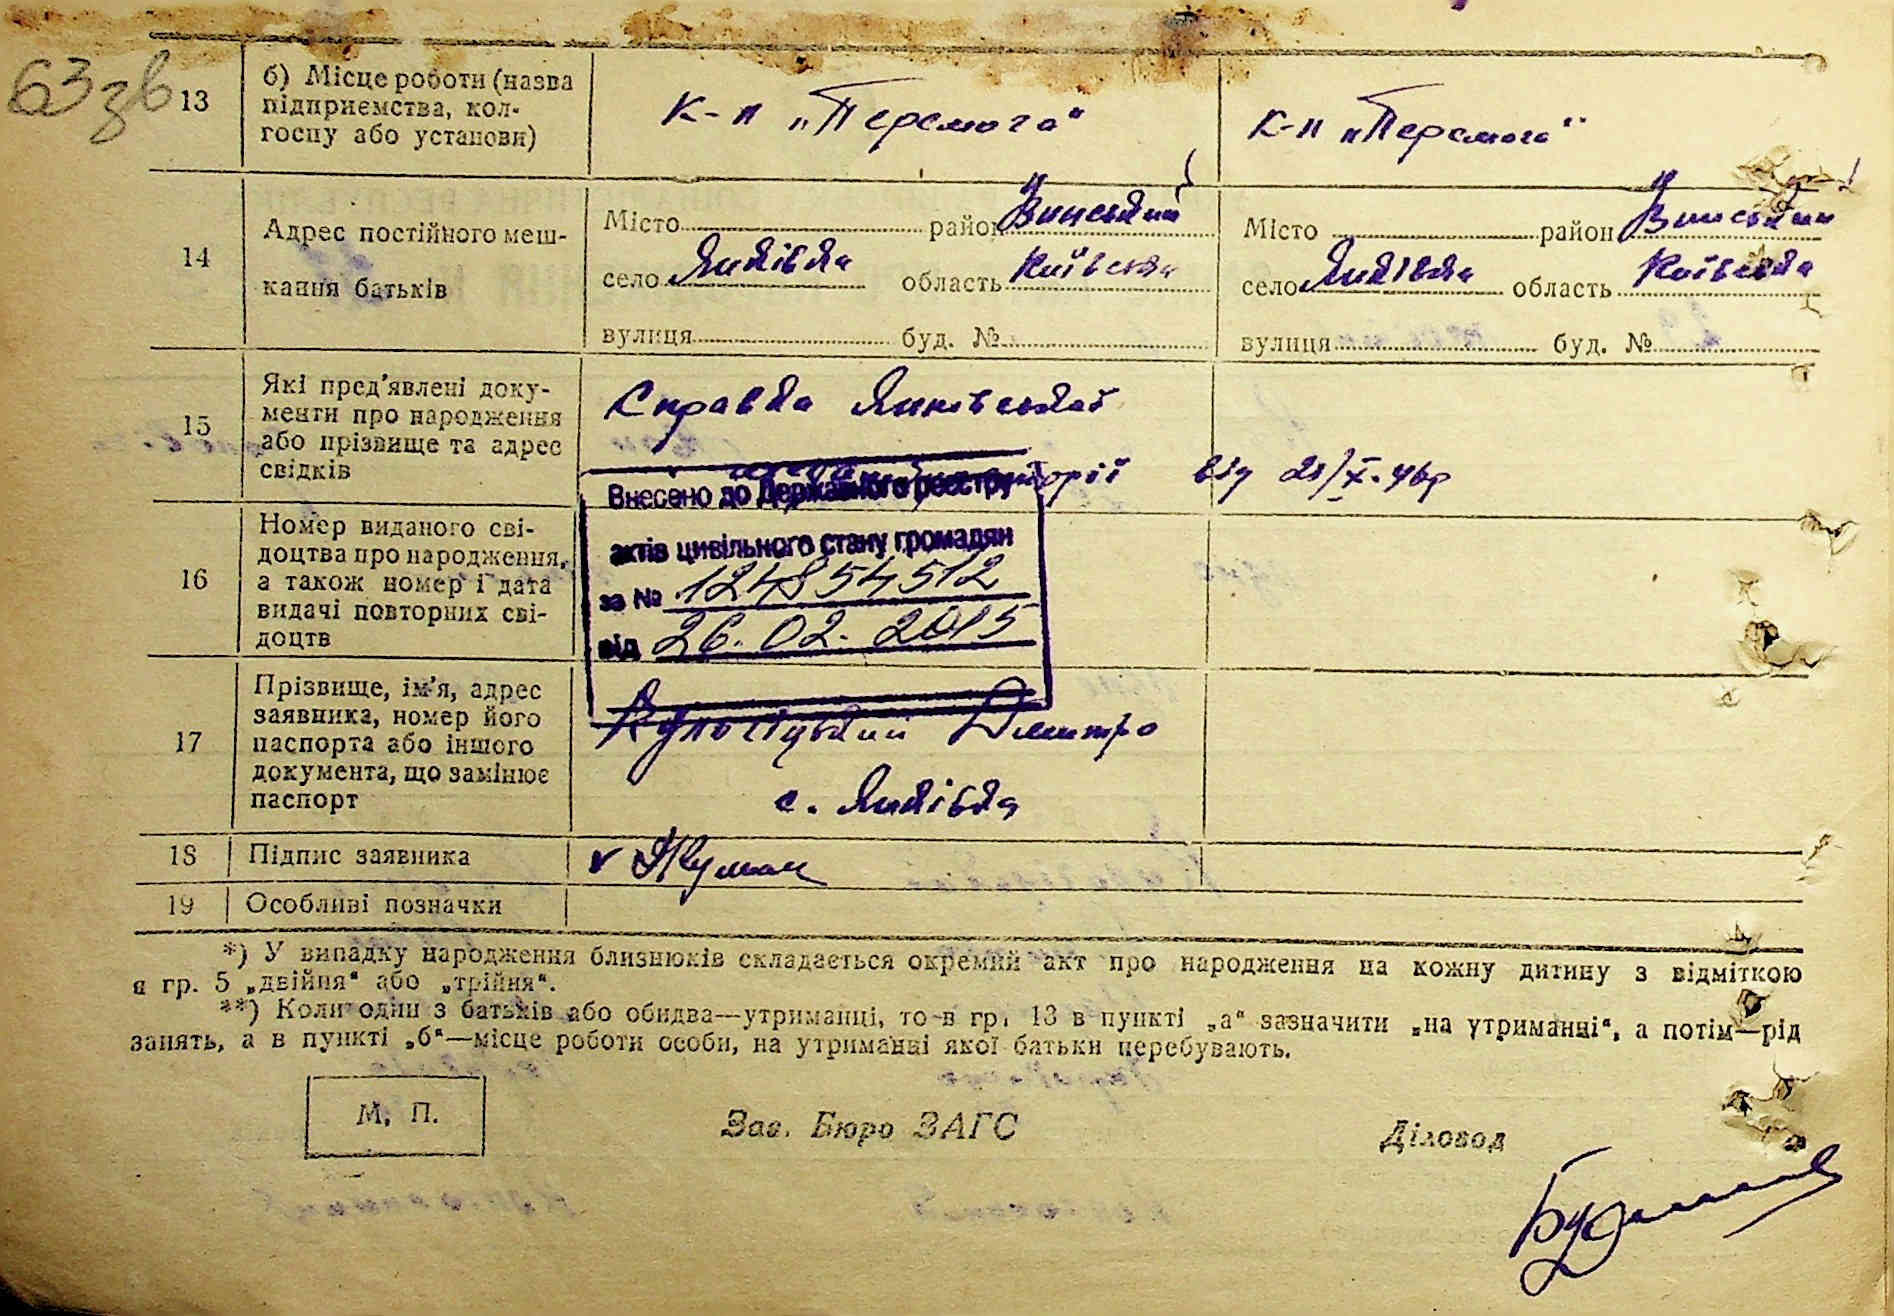 63 зв
13
б) Місце роботи (назва
підприємства, кол-
госпу або установи)
к-п „Перемога“
к-п „Перемога“
14
Адрес постійного меш-
кання батьків
Місто район
село область Київська
вулиця буд. №
Місто район
село область Київська
вулиця буд. №
15
Які пред'явлені доку-
менти про народження
або прізвище та адрес
свідків
Справка
від
16
Номер виданого сві-
доцтва про народження,
а також номер і дата
видачі повторних сві-
доцтв
Внесено до Державного реєстру
актів цивільного стану громадян
за № 124854512
від 26.02.2015
17
Прізвище, ім'я, адрес
заявника, номер його
паспорта або іншого
документа, що замінює
паспорт
Дмитро
с.
18
Підпис заявника
19
Особливі позначки
*) У випадку народження близнюків складається окремий акт про народження на кожну дитину з відміткою
в гр. 5 „двійня“ або „трійня“.
**) Коли один з батьків або обидва—утриманці, то в гр. 13 в пункті „а“ зазначити „на утриманні“, а потім—рід
занять, а в пункті „б“—місце роботи особи, на утриманні якої батьки перебувають.
М. П.
Зав. Бюро ЗАГС
Діловод